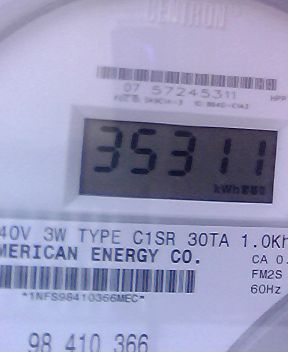 CENTRON
07 57245311
35311
kWh
40V 3W TYPE C1SR 30TA 1.0Kh
MERICAN ENERGY CO.
CA 0.
FM2S
*1NFS98410366MEC*
60Hz
98 410 366